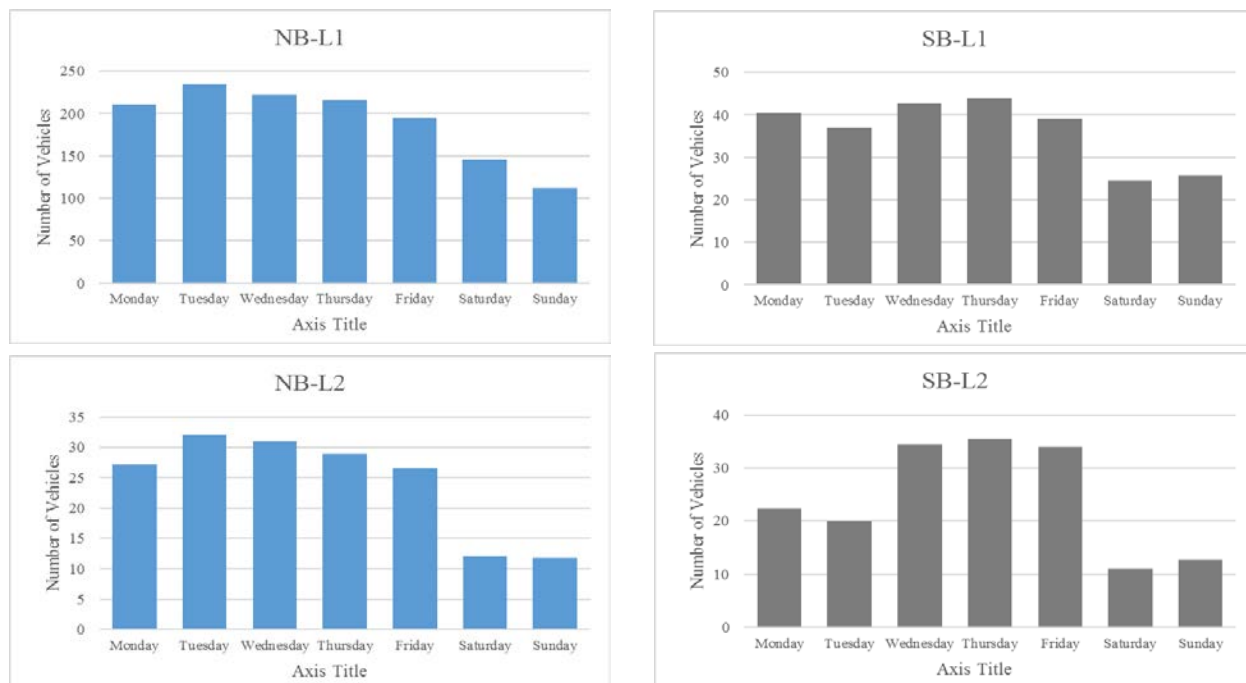 NB-L1
Number of Vehicles
250
200
150
100
50
0
Monday Tuesday Wednesday Thursday Friday Saturday Sunday
Axis Title
SB-L1
Number of Vehicles
50
40
30
20
10
0
Monday Tuesday Wednesday Thursday Friday Saturday Sunday
Axis Title
NB-L2
Number of Vehicles
35
30
25
20
15
10
5
0
Monday Tuesday Wednesday Thursday Friday Saturday Sunday
Axis Title
SB-L2
Number of Vehicles
40
30
20
10
0
Monday Tuesday Wednesday Thursday Friday Saturday Sunday
Axis Title